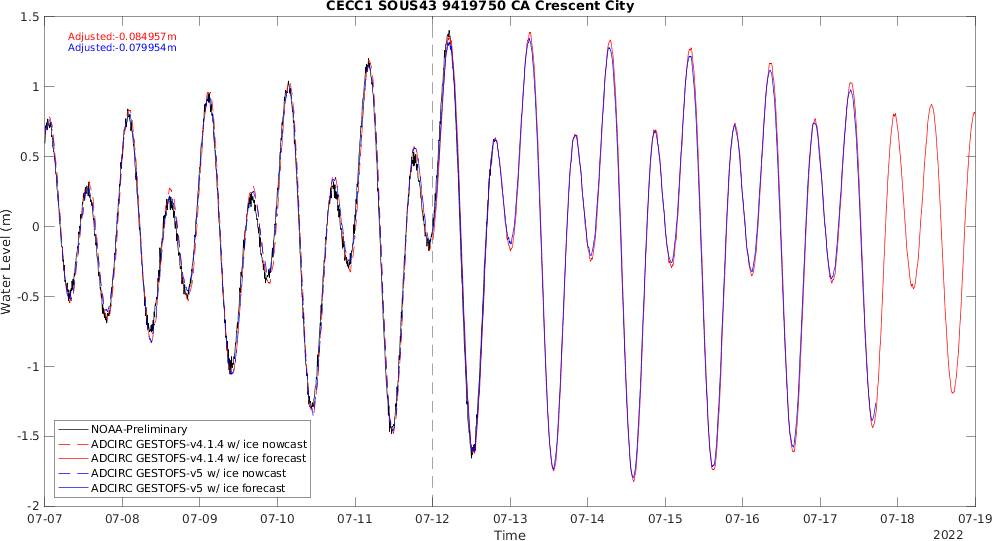 CECC1 SOUS43 9419750 CA Crescent City
1.5
Adjusted:-0.084957m
Adjusted:-0.079954m
1
0.5
0
-0.5
-1
-1.5
-2
Water Level (m)
NOAA-Preliminary
ADCIRC GESTOFS-v4.1.4 w/ ice nowcast
ADCIRC GESTOFS-v4.1.4 w/ ice forecast
ADCIRC GESTOFS-v5 w/ ice nowcast
ADCIRC GESTOFS-v5 w/ ice forecast
07-07 07-08 07-09 07-10 07-11 07-12 07-13 07-14 07-15 07-16 07-17 07-18 07-19
Time
2022